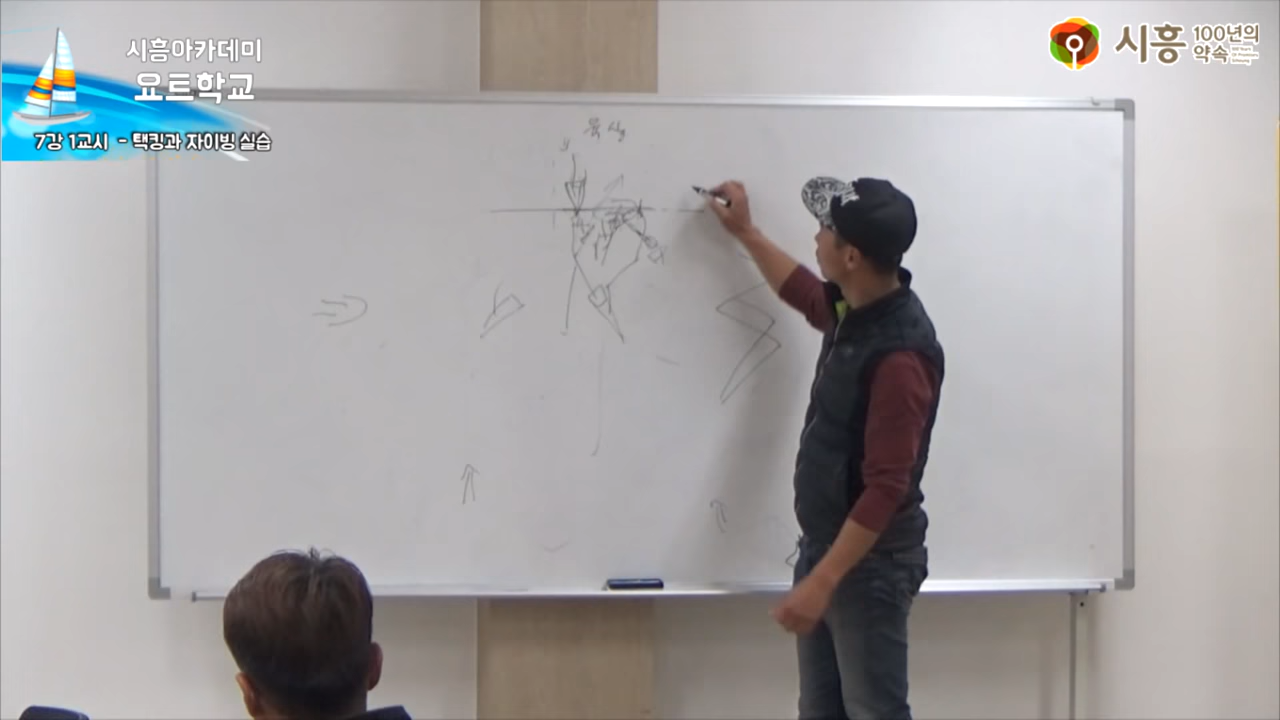 시흥아카데미
요트학교
7강 1교시 - 택킹과 자이빙 실습
시흥 100년의
약속